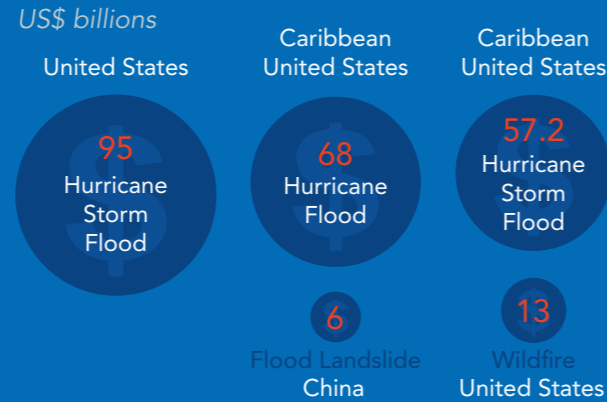 US$ billions
United States
95
Hurricane
Storm
Flood
Caribbean
United States
68
Hurricane
Flood
Caribbean
United States
57.2
Hurricane
Storm
Flood
6
Flood Landslide
China
13
Wildfire
United States